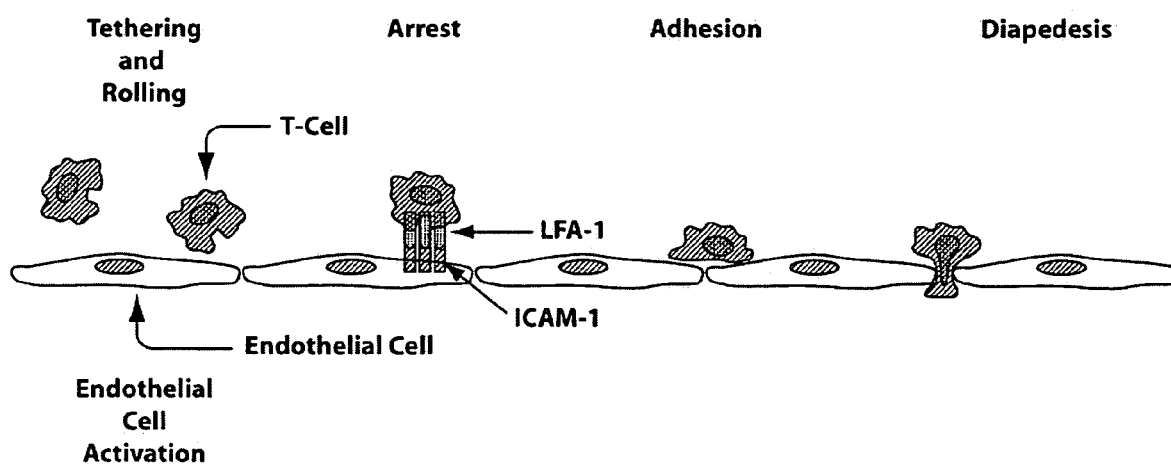 Tethering
and
Rolling
Arrest
Adhesion
Diapedesis
T-Cell
LFA-1
ICAM-1
Endothelial Cell
Endothelial
Cell
Activation